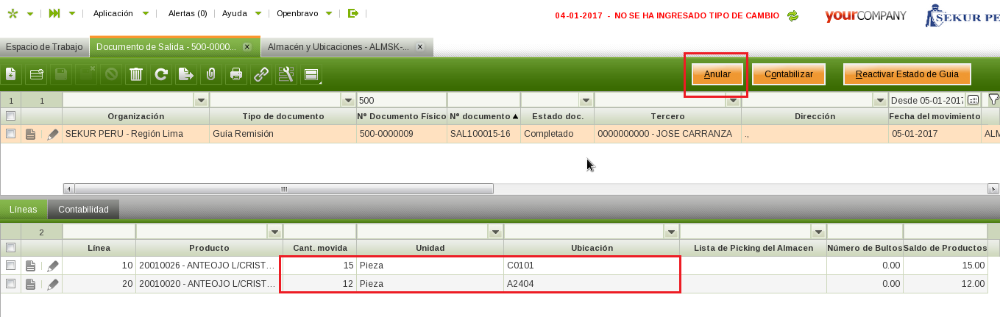 Aplicación Alertas (0) Ayuda Openbravo 04-01-2017 - NO SE HA INGRESADO TIPO DE CAMBIO yourCOMPANY SEKUR PE
Espacio de Trabajo Documento de Salida - 500-0000... x Almacén y Ubicaciones - ALMSK-... x
Anular Contabilizar Reactivar Estado de Guia
1 1 500 Desde 05-01-2017
Organización Tipo de documento Nº Documento Físico Nº documento Estado doc. Tercero Dirección Fecha del movimiento
SEKUR PERU - Región Lima Guía Remisión 500-0000009 SAL100015-16 Completado 0000000000 - JOSE CARRANZA ., 05-01-2017 ALM
Líneas Contabilidad
2
Línea Producto Cant. movida Unidad Ubicación Lista de Picking del Almacen Número de Bultos Saldo de Productos
10 20010026 - ANTEOJO L/CRIST... 15 Pieza C0101 0.00 15.00
20 20010020 - ANTEOJO L/CRIST... 12 Pieza A2404 0.00 12.00